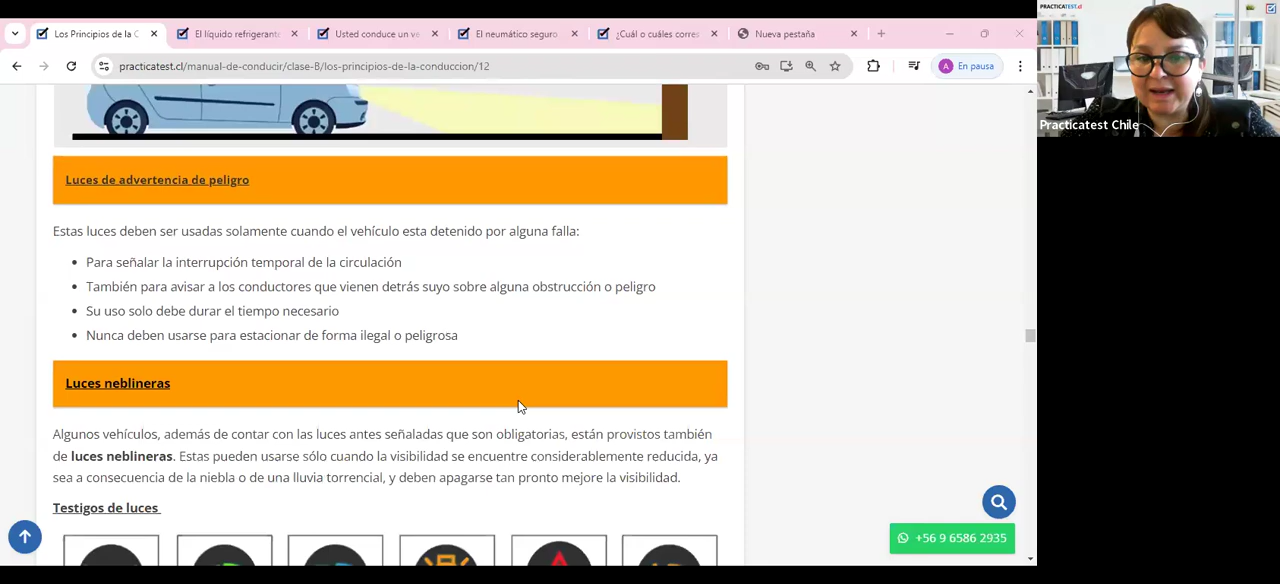 Los Principios de la C
El líquido refrigerante
Usted conduce un ve
El neumático seguro
¿Cuál o cuáles corres
Nueva pestaña
practicatest.cl/manual-de-conducir/clase-B/los-principios-de-la-conduccion/12
A
En pausa
PRACTICATEST.cl
Practicatest Chile
Luces de advertencia de peligro
Estas luces deben ser usadas solamente cuando el vehículo esta detenido por alguna falla:
Para señalar la interrupción temporal de la circulación
También para avisar a los conductores que vienen detrás suyo sobre alguna obstrucción o peligro
Su uso solo debe durar el tiempo necesario
Nunca deben usarse para estacionar de forma ilegal o peligrosa
Luces neblineras
Algunos vehículos, además de contar con las luces antes señaladas que son obligatorias, están provistos también
de luces neblineras. Estas pueden usarse sólo cuando la visibilidad se encuentre considerablemente reducida, ya
sea a consecuencia de la niebla o de una lluvia torrencial, y deben apagarse tan pronto mejore la visibilidad.
Testigos de luces
+56 9 6586 2935